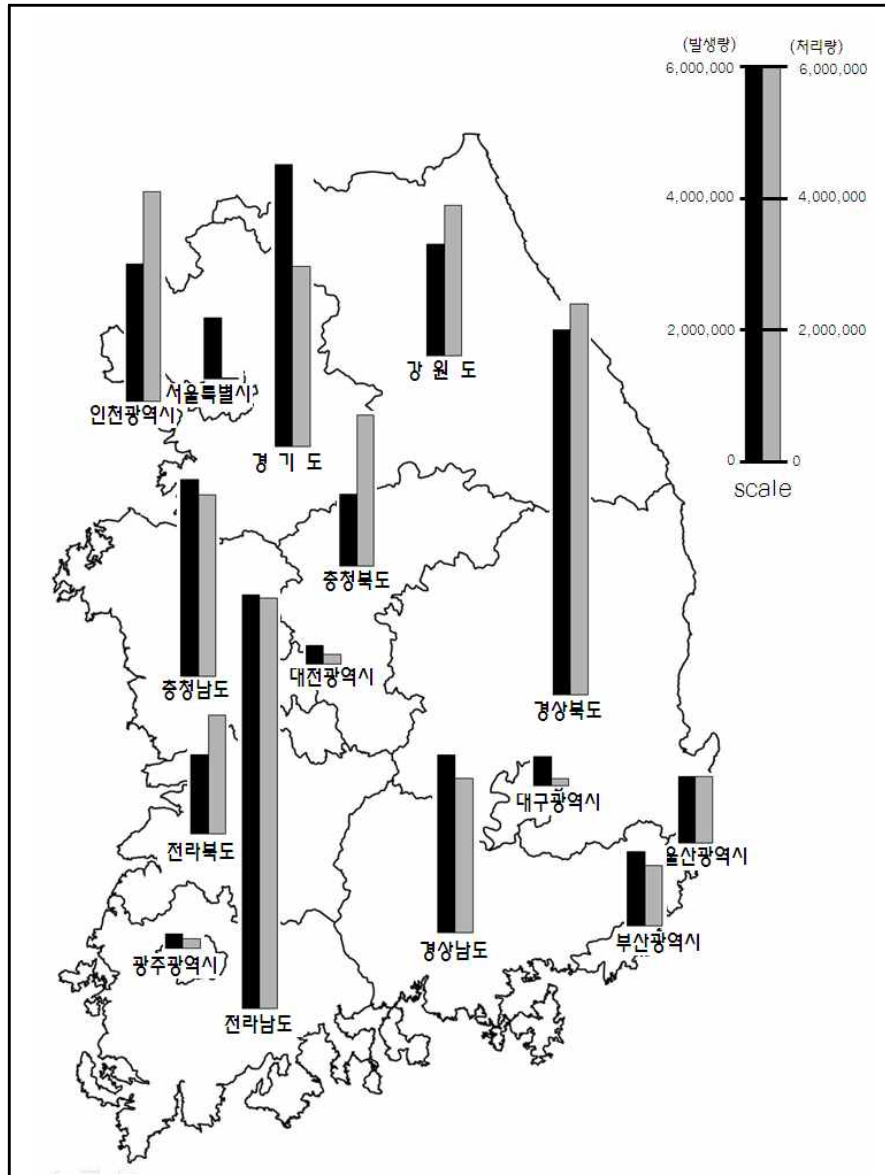 (발생량) (처리량)
6,000,000 6,000,000
4,000,000 4,000,000
2,000,000 2,000,000
0 0
scale
강 원 도
서울특별시
인천광역시
경 기 도
충청북도
대전광역시
충청남도
경상북도
대구광역시
전라북도
울산광역시
부산광역시
경상남도
광주광역시
전라남도